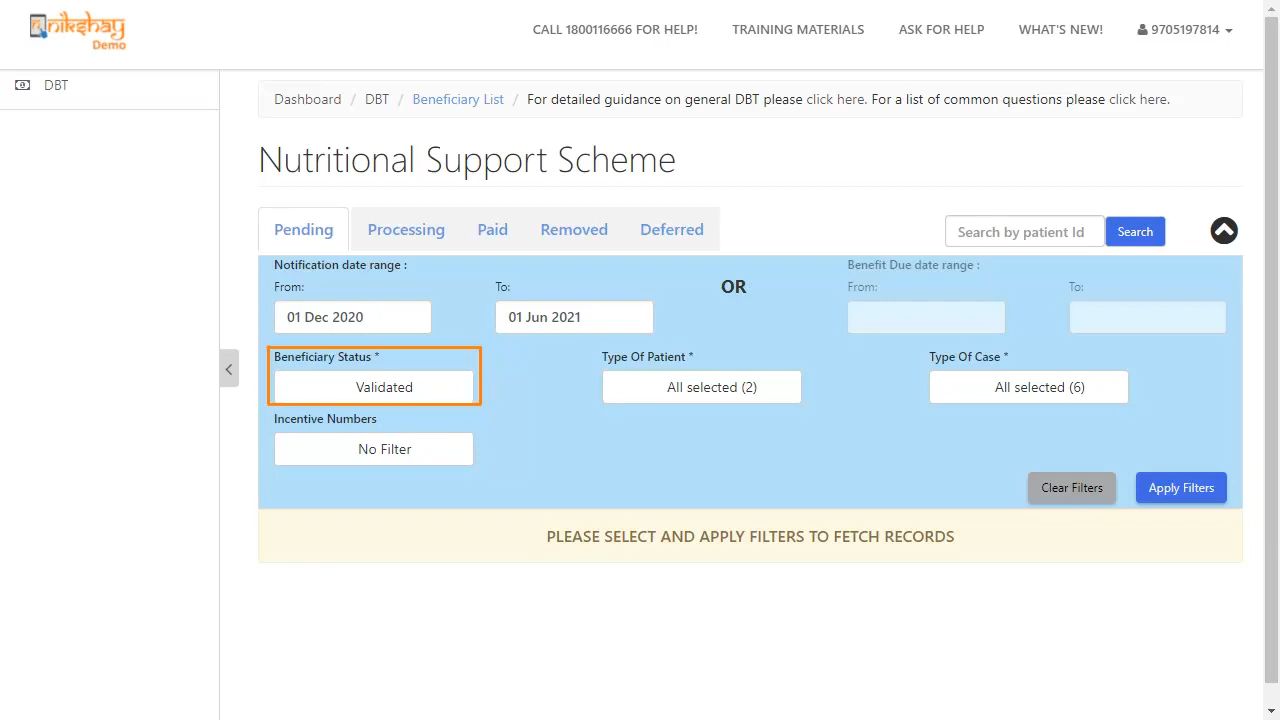 nikshay
Demo
CALL 1800116666 FOR HELP! TRAINING MATERIALS ASK FOR HELP WHAT'S NEW! 9705197814
DBT
Dashboard / DBT / Beneficiary List / For detailed guidance on general DBT please click here. For a list of common questions please click here.
Nutritional Support Scheme
Pending Processing Paid Removed Deferred Search by patient Id Search
Notification date range : Benefit Due date range :
From: To: OR From: To:
01 Dec 2020 01 Jun 2021
Beneficiary Status * Type Of Patient * Type Of Case *
Validated All selected (2) All selected (6)
Incentive Numbers
No Filter
Clear Filters Apply Filters
PLEASE SELECT AND APPLY FILTERS TO FETCH RECORDS